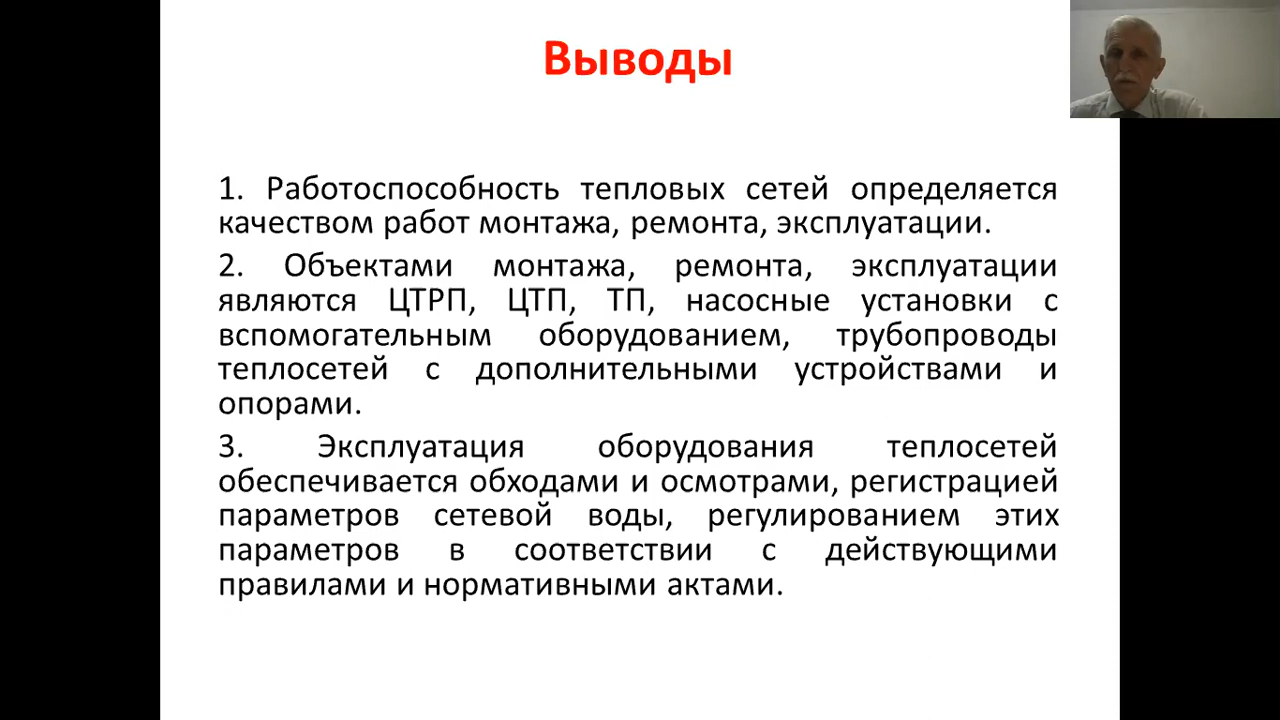 Выводы
1. Работоспособность тепловых сетей определяется
качеством работ монтажа, ремонта, эксплуатации.
2. Объектами монтажа, ремонта, эксплуатации
являются ЦТРП, ЦТП, ТП, насосные установки с
вспомогательным оборудованием, трубопроводы
теплосетей с дополнительными устройствами и
опорами.
3. Эксплуатация оборудования теплосетей
обеспечивается обходами и осмотрами, регистрацией
параметров сетевой воды, регулированием этих
параметров в соответствии с действующими
правилами и нормативными актами.